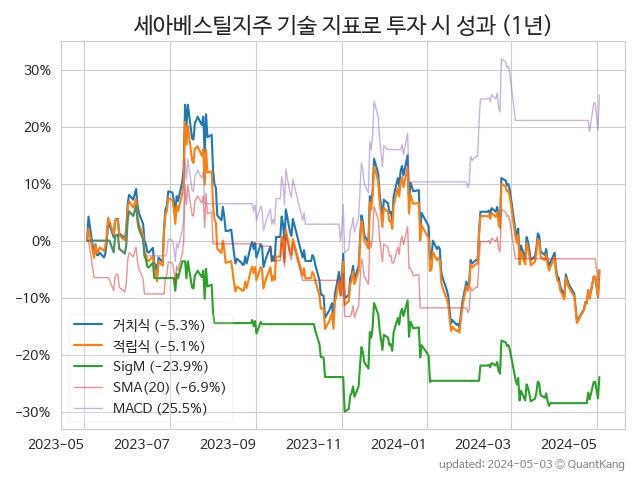 세아베스틸지주 기술 지표로 투자 시 성과 (1년)
30%
20%
10%
0%
−10%
−20%
−30%
거치식 (−5.3%)
적립식 (−5.1%)
SigM (−23.9%)
SMA(20) (−6.9%)
MACD (25.5%)
2023-05
2023-07
2023-09
2023-11
2024-01
2024-03
2024-05
updated: 2024-05-03 ⓒ QuantKang